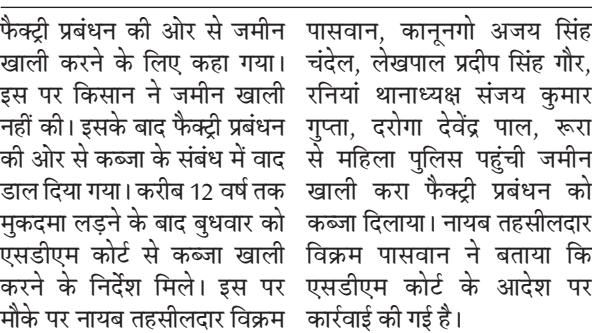 फैक्ट्री प्रबंधन की ओर से जमीन
खाली करने के लिए कहा गया।
इस पर किसान ने जमीन खाली
नहीं की। इसके बाद फैक्ट्री प्रबंधन
की ओर से कब्जा के संबंध में वाद
डाल दिया गया। करीब 12 वर्ष तक
मुकदमा लड़ने के बाद बुधवार को
एसडीएम कोर्ट से कब्जा खाली
करने के निर्देश मिले। इस पर
मौके पर नायब तहसीलदार विक्रम
पासवान, कानूनगो अजय सिंह
चंदेल, लेखपाल प्रदीप सिंह गौर,
रनियां थानाध्यक्ष संजय कुमार
गुप्ता, दरोगा देवेंद्र पाल, रूरा
से महिला पुलिस पहुंची जमीन
खाली करा फैक्ट्री प्रबंधन को
कब्जा दिलाया। नायब तहसीलदार
विक्रम पासवान ने बताया कि
एसडीएम कोर्ट के आदेश पर
कार्रवाई की गई है।